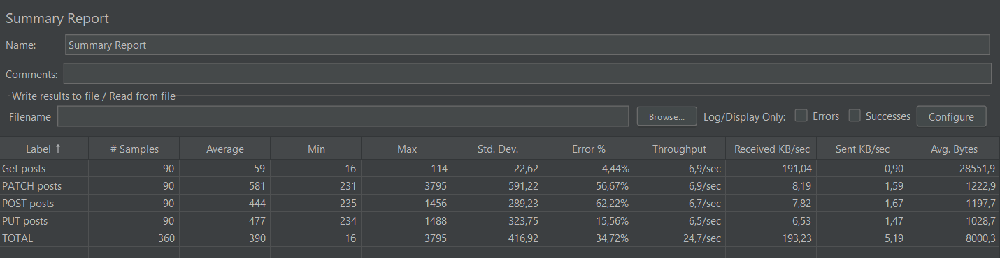 Summary Report
Name: Summary Report
Comments:
Write results to file / Read from file
Filename Browse... Log/Display Only: Errors Successes Configure
Label ↑ # Samples Average Min Max Std. Dev. Error % Throughput Received KB/sec Sent KB/sec Avg. Bytes
Get posts 90 59 16 114 22,62 4,44% 6,9/sec 191,04 0,90 28551,9
PATCH posts 90 581 231 3795 591,22 56,67% 6,9/sec 8,19 1,59 1222,9
POST posts 90 444 235 1456 289,23 62,22% 6,7/sec 7,82 1,67 1197,7
PUT posts 90 477 234 1488 323,75 15,56% 6,5/sec 6,53 1,47 1028,7
TOTAL 360 390 16 3795 416,92 34,72% 24,7/sec 193,23 5,19 8000,3